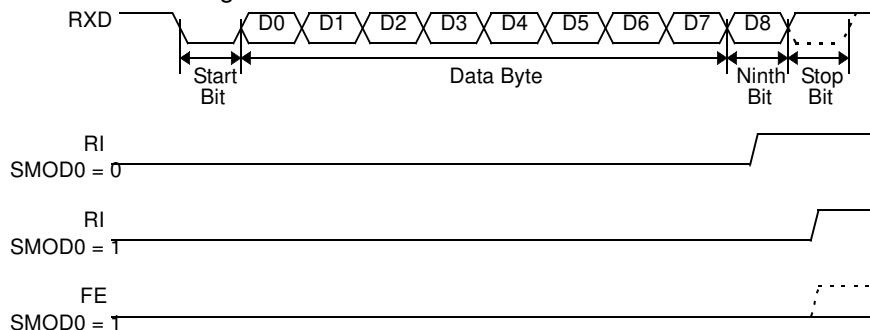 RXD D0 D1 D2 D3 D4 D5 D6 D7 D8
Start Bit Data Byte Ninth Bit Stop Bit
RI
SMOD0 = 0
RI
SMOD0 = 1
FE
SMOD0 = 1